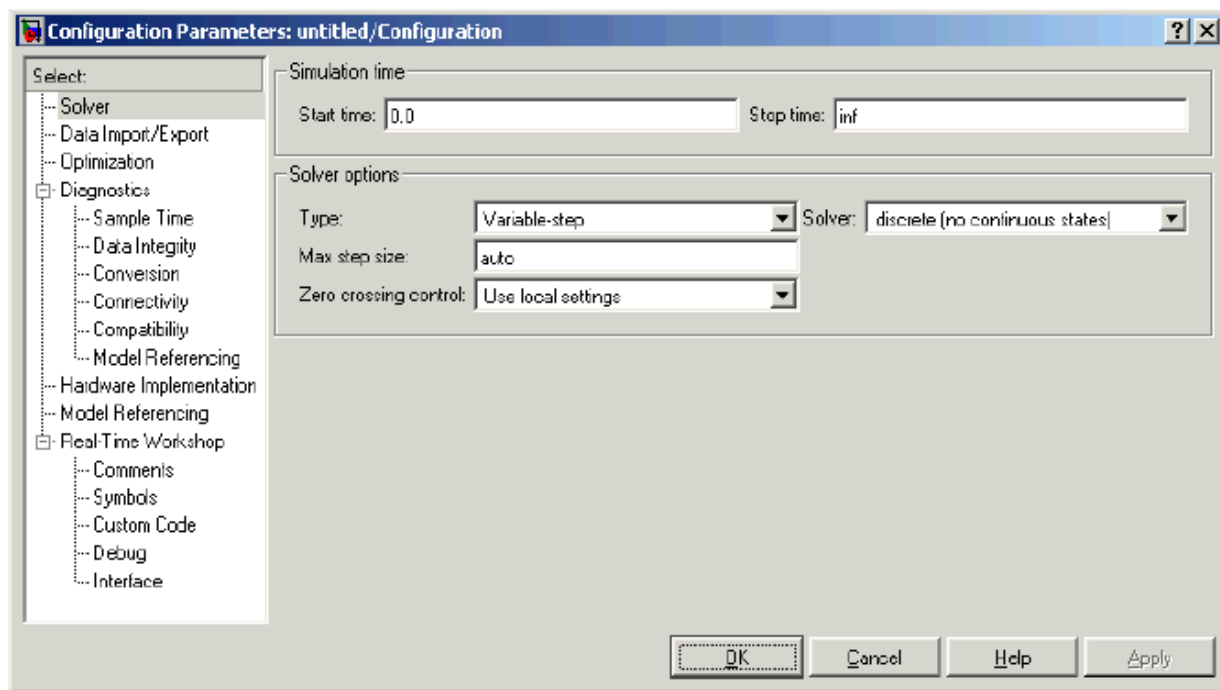 Configuration Parameters: untitled/Configuration
Select:
Solver
Data Import/Export
Optimization
Diagnostics
Sample Time
Data Integrity
Conversion
Connectivity
Compatibility
Model Referencing
Hardware Implementation
Model Referencing
Real-Time Workshop
Comments
Symbols
Custom Code
Debug
Interface
Simulation time
Start time: 0.0 Stop time: inf
Solver options
Type: Variable-step Solver: discrete (no continuous states)
Max step size: auto
Zero crossing control: Use local settings
OK Cancel Help Apply